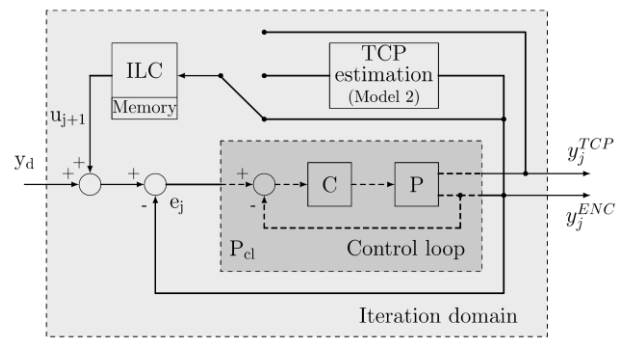 TCP
estimation
(Model 2)
ILC
Memory
u_{j+1}
y_j^{TCP}
y_d
+
+
+
-
e_j
+
-
C
P
y_j^{ENC}
P_{cl}
Control loop
Iteration domain